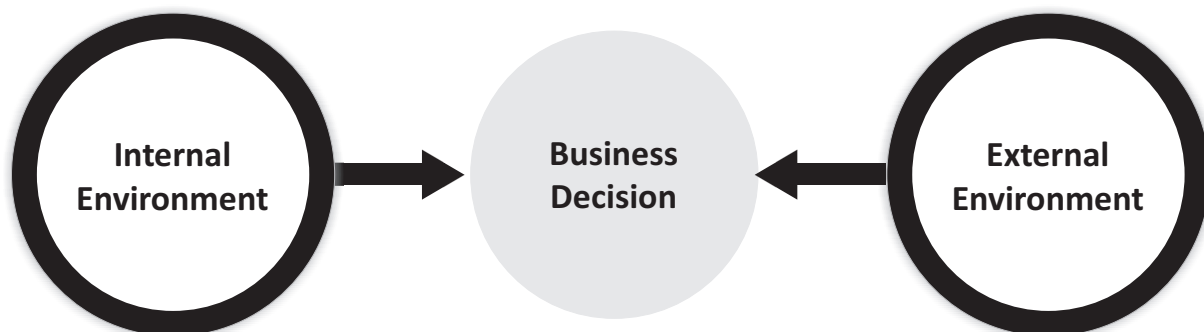 Internal
Environment
Business
Decision
External
Environment